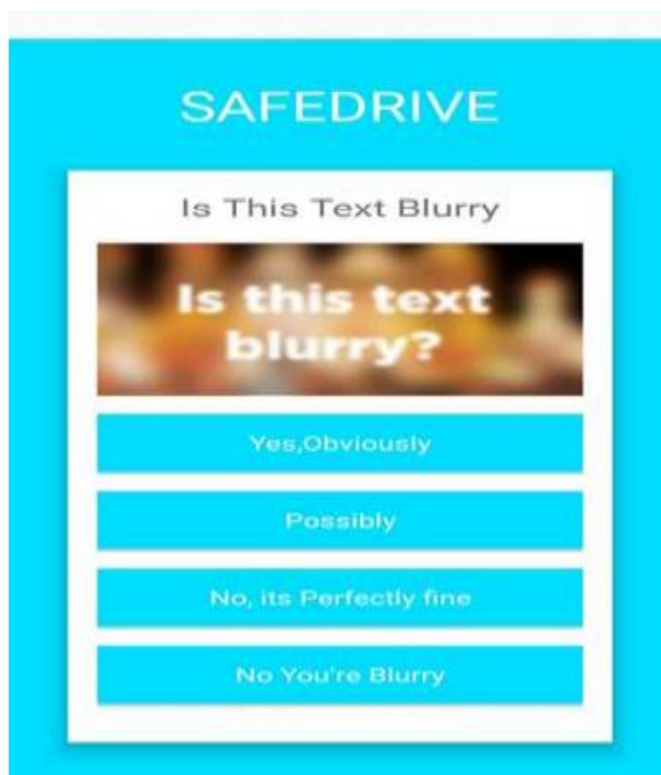 SAFEDRIVE
Is This Text Blurry
Is this text
blurry?
Yes,Obviously
Possibly
No, its Perfectly fine
No You're Blurry